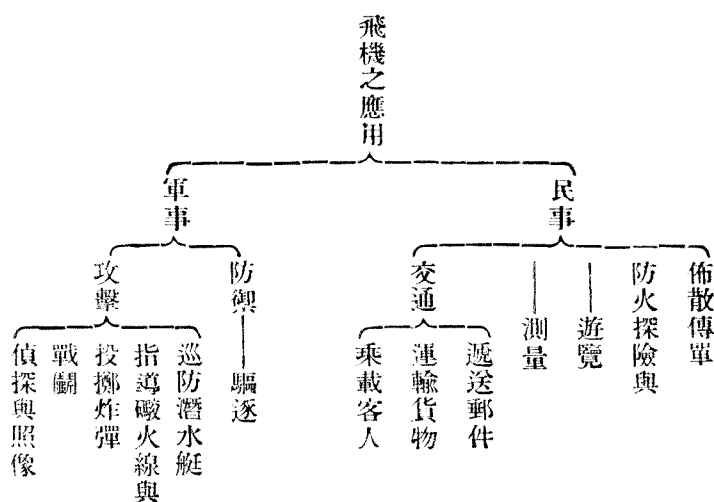 飛機之應用
民事
佈散傳單
防火探險與
遊覽
測量
交通
遞送郵件
運輸貨物
乘載客人
軍事
防禦
驅逐
攻擊
巡防潛水艇
指導礮火線與
投擲炸彈
戰鬭
偵探與照像